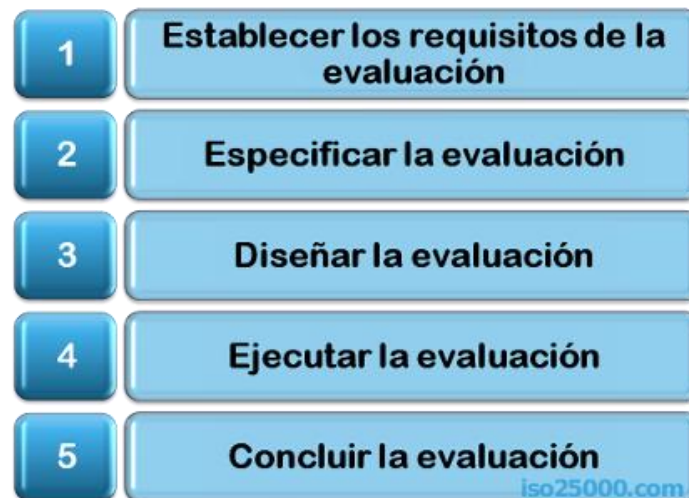 1
Establecer los requisitos de la
evaluación
2
Especificar la evaluación
3
Diseñar la evaluación
4
Ejecutar la evaluación
5
Concluir la evaluación
iso25000.com